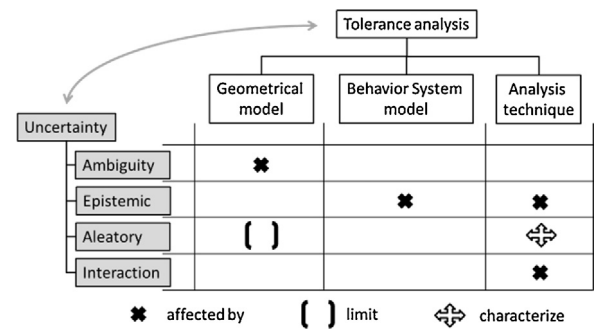 Tolerance analysis
Geometrical
model
Behavior System
model
Analysis
technique
Uncertainty
Ambiguity
Epistemic
Aleatory
Interaction
affected by
limit
characterize